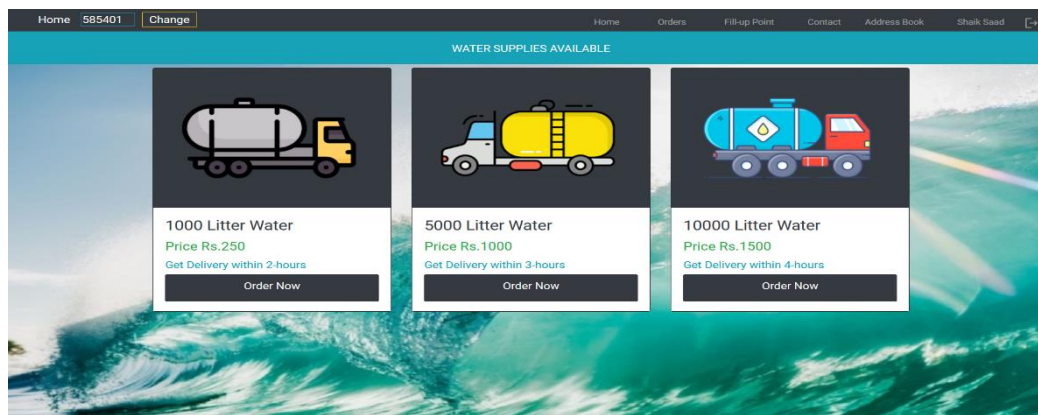 Home 585401 Change Home Orders Fill-up Point Contact Address Book Shaik Saad
WATER SUPPLIES AVAILABLE
1000 Litter Water
Price Rs.250
Get Delivery within 2-hours
Order Now
5000 Litter Water
Price Rs.1000
Get Delivery within 3-hours
Order Now
10000 Litter Water
Price Rs.1500
Get Delivery within 4-hours
Order Now